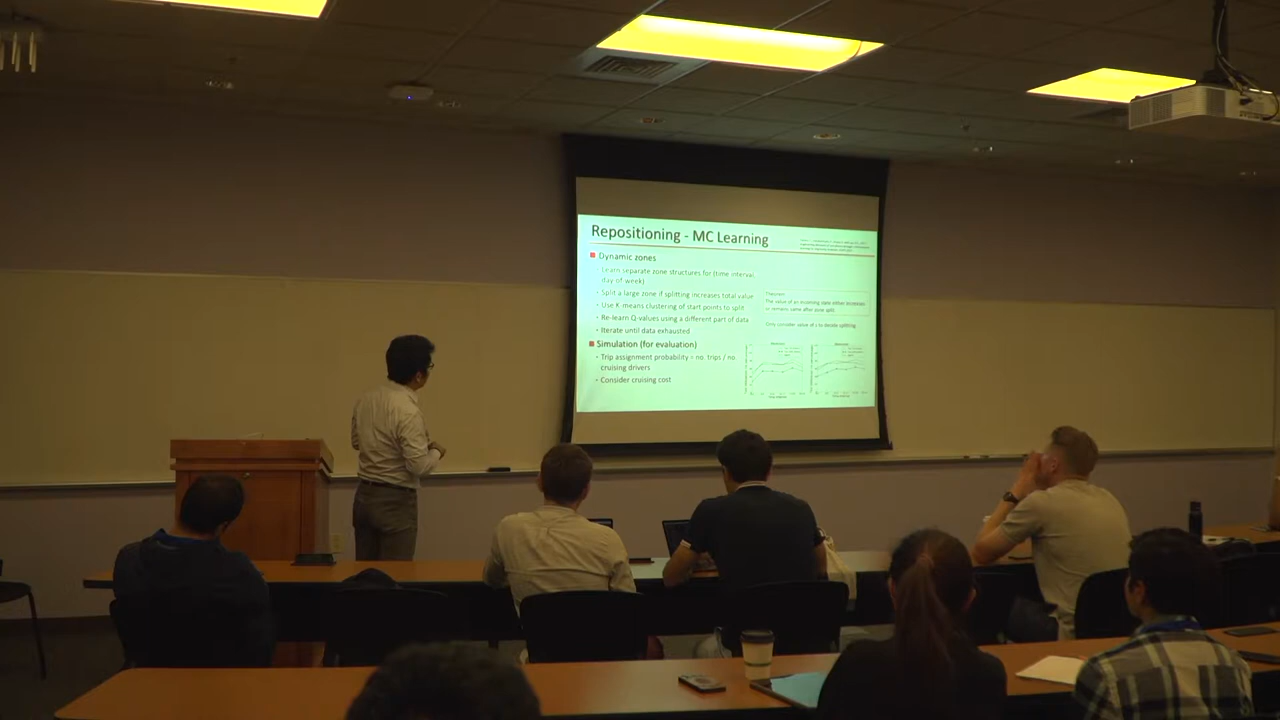 Repositioning - MC Learning
Dynamic zones
- Learn separate zone structures for (time interval,
day of week)
- Split a large zone if splitting increases total value
- Use K-means clustering of start points to split
- Re-learn Q-values using a different part of data
- Iterate until data exhausted
Simulation (for evaluation)
- Trip assignment probability = no. trips / no.
cruising drivers
- Consider cruising cost
Theorem
The value of an incoming state either increases
or remains same after zone split.
Only consider value of s to decide splitting